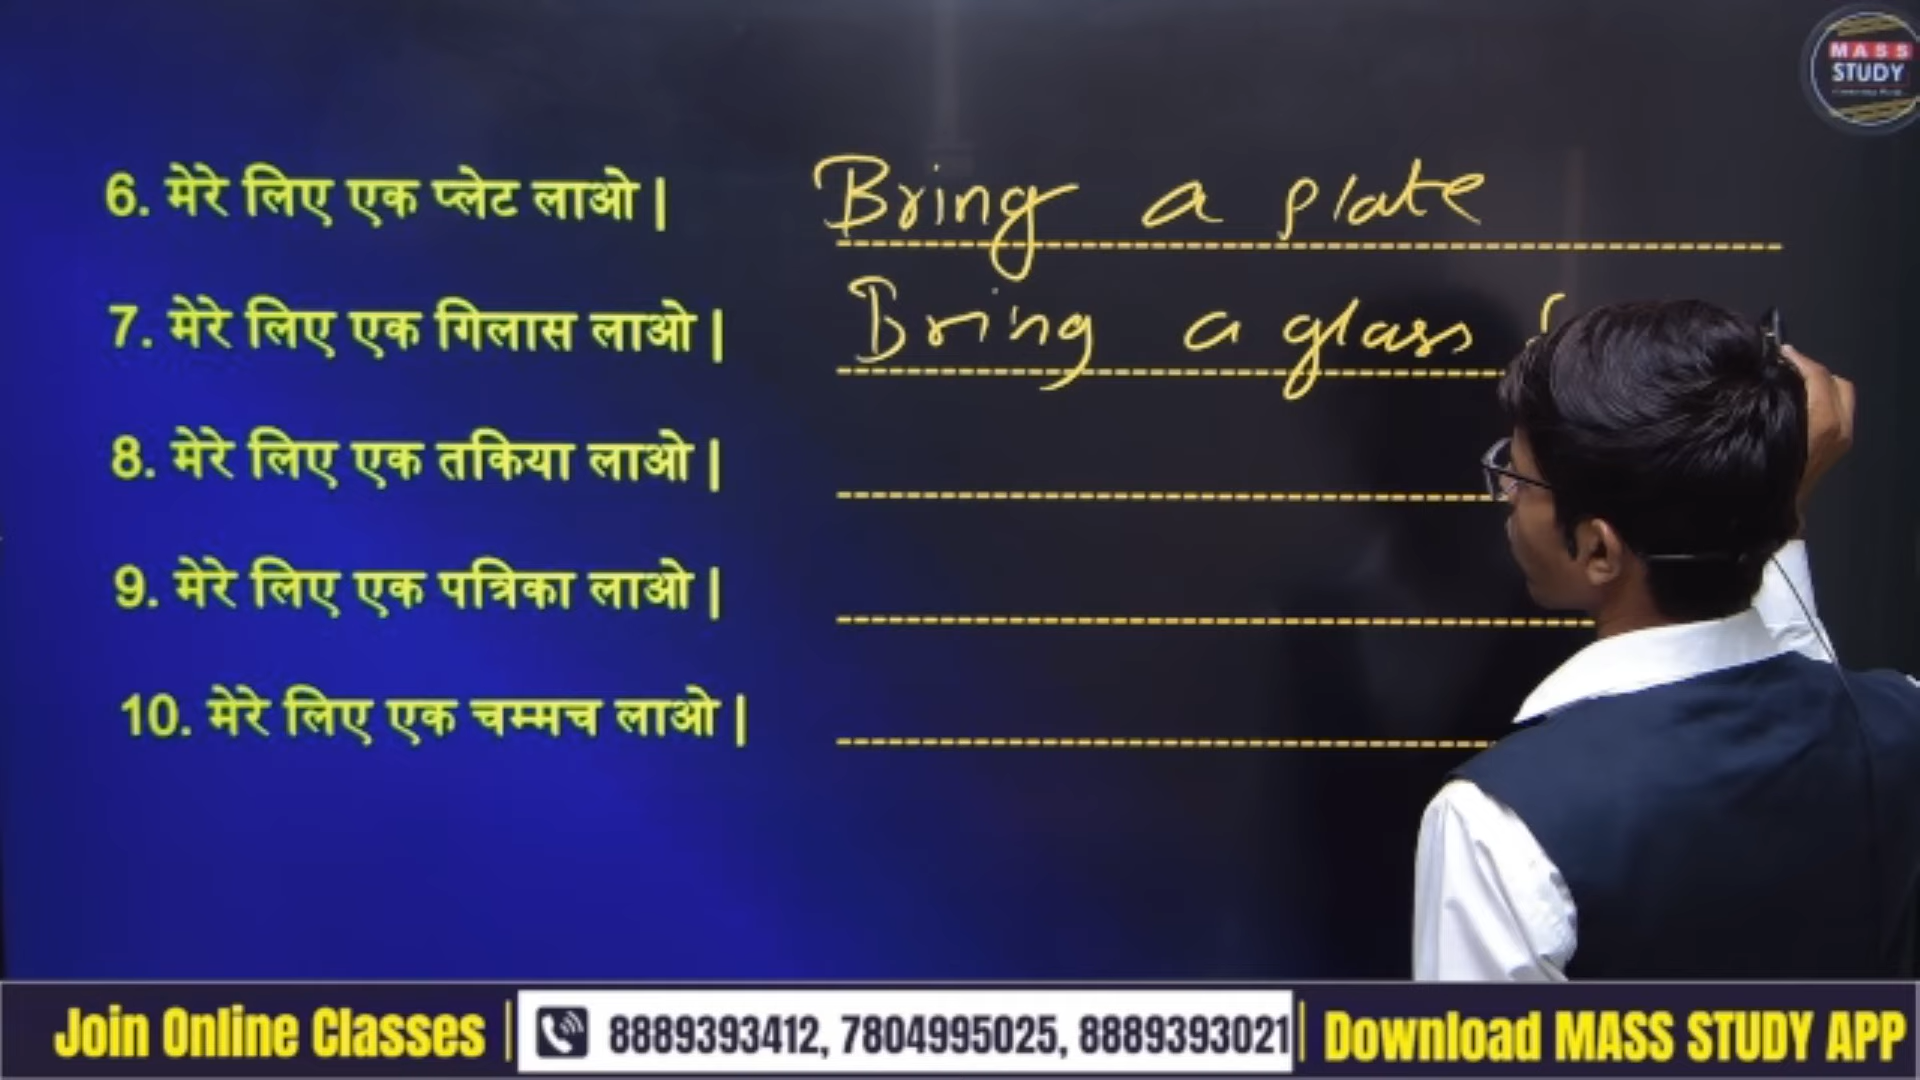 MASS
STUDY
6. मेरे लिए एक प्लेट लाओ |
Bring a plate
7. मेरे लिए एक गिलास लाओ |
Bring a glass
8. मेरे लिए एक तकिया लाओ |
9. मेरे लिए एक पत्रिका लाओ |
10. मेरे लिए एक चम्मच लाओ |
Join Online Classes | 8889393412, 7804995025, 8889393021 | Download MASS STUDY APP